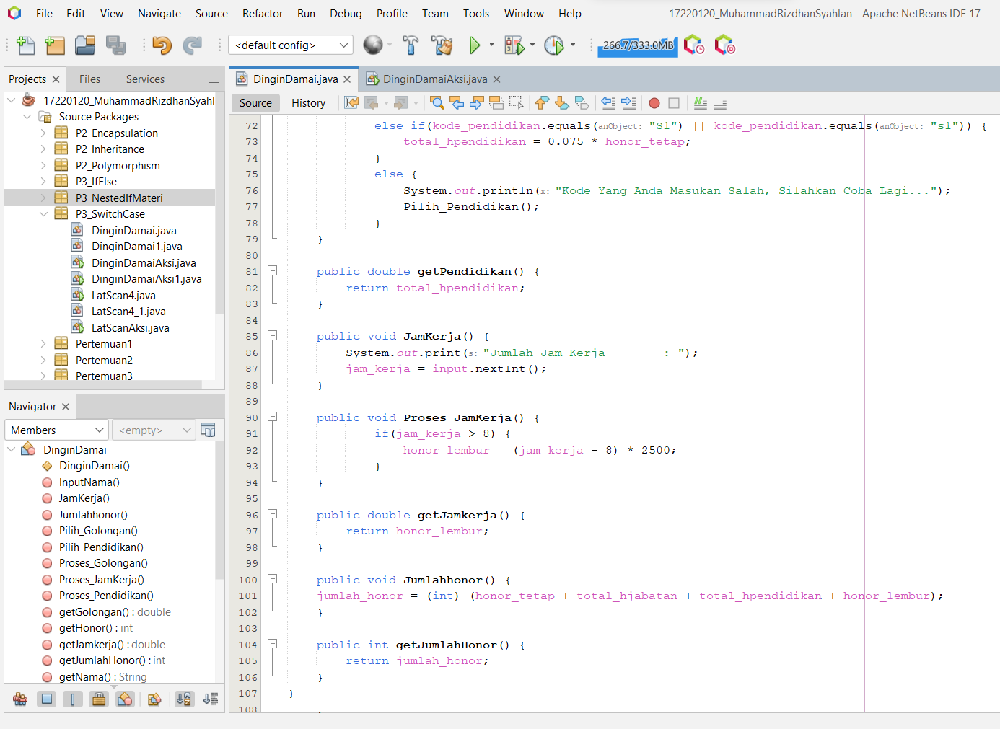 File Edit View Navigate Source Refactor Run Debug Profile Team Tools Window Help
17220120_MuhammadRizdhanSyahlan - Apache NetBeans IDE 17
<default config>
266.7/333.0MB
Projects Files Services
17220120_MuhammadRizdhanSyahl
Source Packages
P2_Encapsulation
P2_Inheritance
P2_Polymorphism
P3_IfElse
P3_NestedIfMateri
P3_SwitchCase
DinginDamai.java
DinginDamai1.java
DinginDamaiAksi.java
DinginDamaiAksi1.java
LatScan4.java
LatScan4_1.java
LatScanAksi.java
Pertemuan1
Pertemuan2
Pertemuan3
Navigator
Members <empty>
DinginDamai
DinginDamai()
InputNama()
JamKerja()
Jumlahhonor()
Pilih_Golongan()
Pilih_Pendidikan()
Proses_Golongan()
Proses_JamKerja()
Proses_Pendidikan()
getGolongan() : double
getHonor() : int
getJamkerja() : double
getJumlahHonor() : int
getNama() : String
DinginDamai.java DinginDamaiAksi.java
Source History
72 else if(kode_pendidikan.equals(anObject: "S1") || kode_pendidikan.equals(anObject: "s1")) {
73 total_hpendidikan = 0.075 * honor_tetap;
74 }
75 else {
76 System.out.println(x: "Kode Yang Anda Masukan Salah, Silahkan Coba Lagi...");
77 Pilih_Pendidikan();
78 }
79 }
80
81 public double getPendidikan() {
82 return total_hpendidikan;
83 }
84
85 public void JamKerja() {
86 System.out.print(s: "Jumlah Jam Kerja        : ");
87 jam_kerja = input.nextInt();
88 }
89
90 public void Proses_JamKerja() {
91 if(jam_kerja > 8) {
92 honor_lembur = (jam_kerja - 8) * 2500;
93 }
94 }
95
96 public double getJamkerja() {
97 return honor_lembur;
98 }
99
100 public void Jumlahhonor() {
101 jumlah_honor = (int) (honor_tetap + total_hjabatan + total_hpendidikan + honor_lembur);
102 }
103
104 public int getJumlahHonor() {
105 return jumlah_honor;
106 }
107 }
108